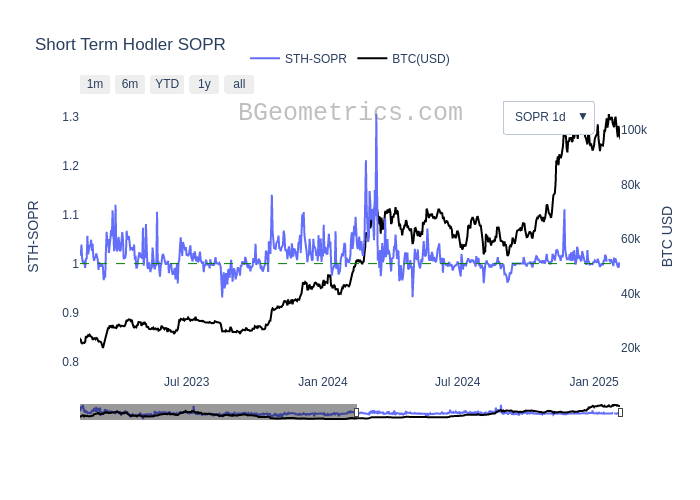 Short Term Hodler SOPR
STH-SOPR BTC(USD)
1m 6m YTD 1y all
BGeometrics.com
SOPR 1d ▼
1.3
1.2
1.1
1
0.9
0.8
STH-SOPR
100k
80k
60k
40k
20k
BTC USD
Jul 2023 Jan 2024 Jul 2024 Jan 2025